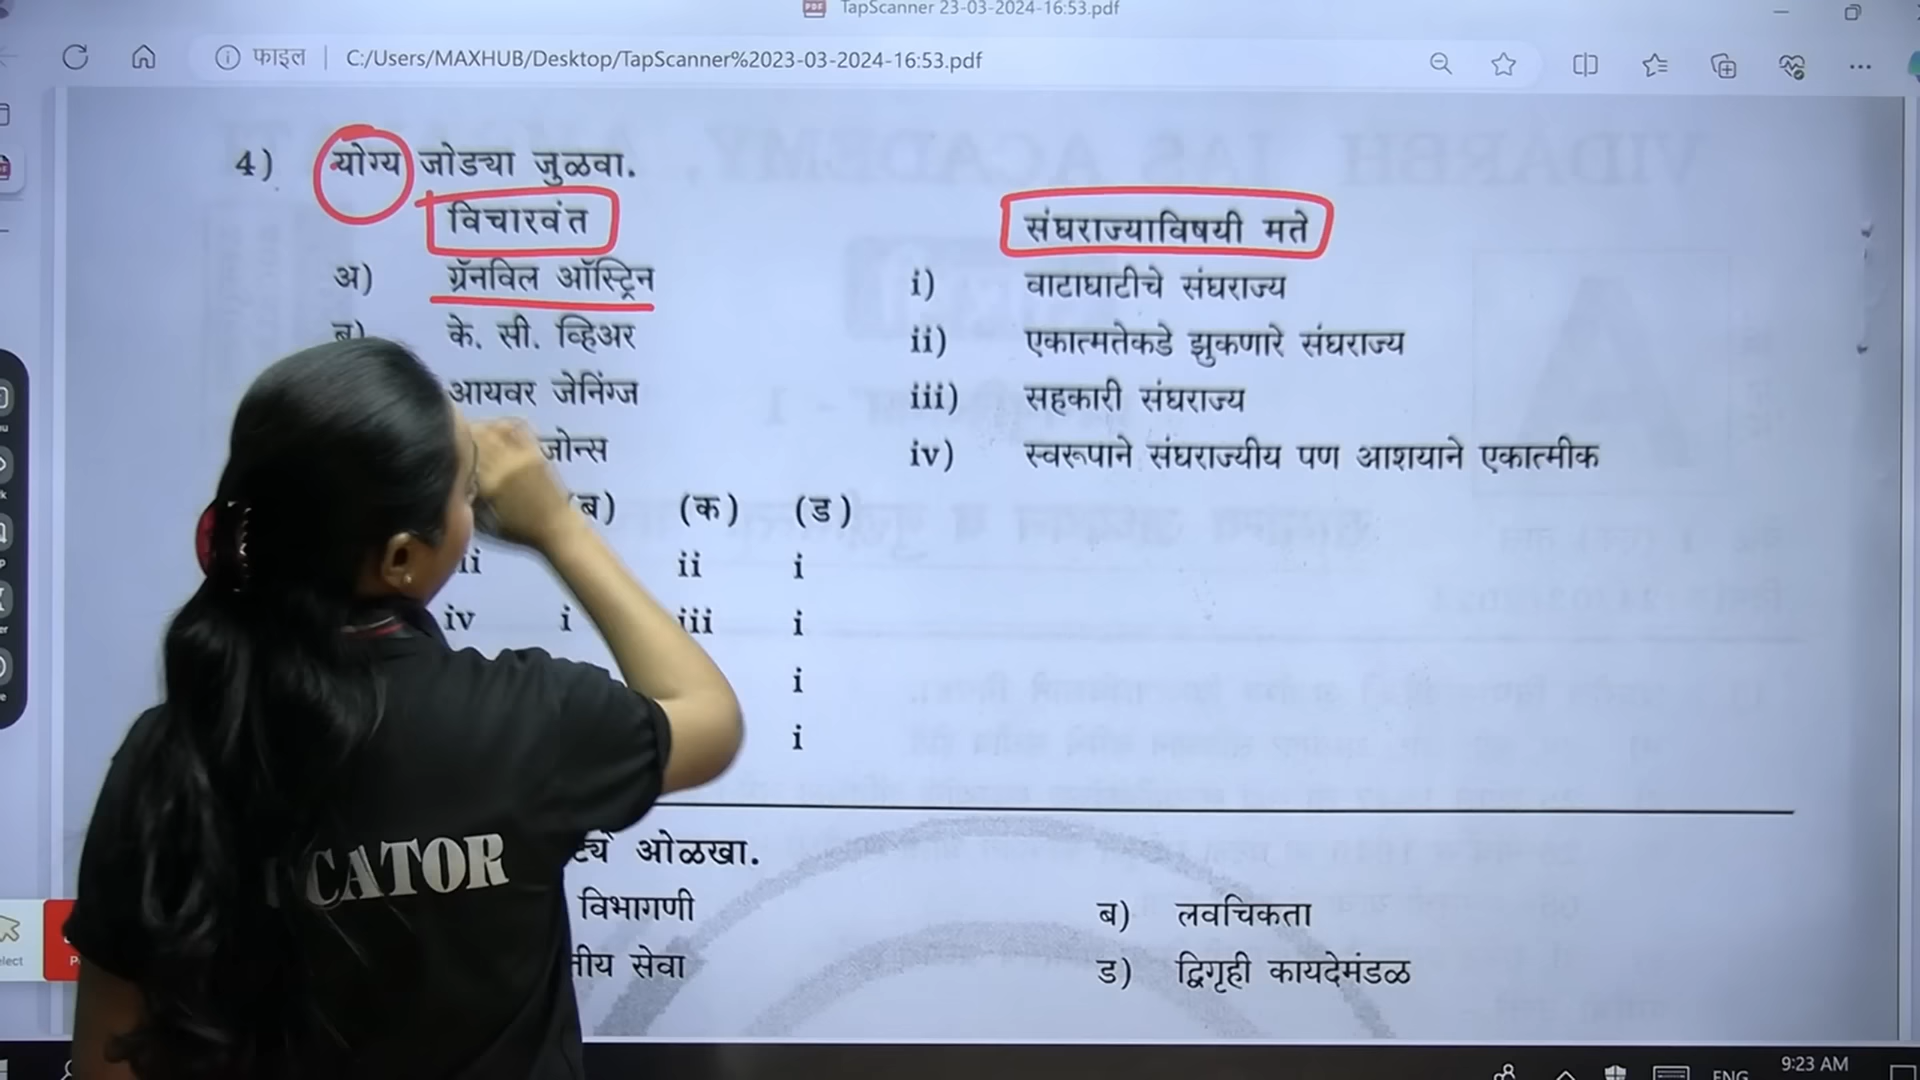 TapScanner 23-03-2024-16:53.pdf
फाइल | C:/Users/MAXHUB/Desktop/TapScanner%2023-03-2024-16:53.pdf
4) योग्य जोड्या जुळवा.
विचारवंत संघराज्याविषयी मते
अ) ग्रॅनविल ऑस्ट्रिन i) वाटाघाटीचे संघराज्य
ब) के. सी. व्हिअर ii) एकात्मतेकडे झुकणारे संघराज्य
आयवर जेनिंग्ज iii) सहकारी संघराज्य
जोन्स iv) स्वरूपाने संघराज्यीय पण आशयाने एकात्मीक
(ब) (क) (ड)
ii i
iv i iii i
i
i
ओळखा.
विभागणी ब) लवचिकता
सेवा ड) द्विगृही कायदेमंडळ
CATOR
ENG 9:23 AM